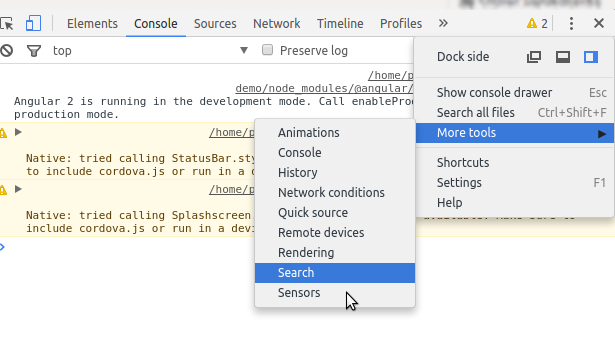 Elements Console Sources Network Timeline Profiles » 2
top Preserve log
Dock side
Show console drawer Esc
Search all files Ctrl+Shift+F
More tools
Shortcuts
Settings F1
Help
/home/p
demo/node_modules/@angular/
Angular 2 is running in the development mode. Call enablePro
production mode.
/home/p
Native: tried calling StatusBar.sty
to include cordova.js or run in a d
/home/p
Native: tried calling Splashscreen.
include cordova.js or run in a devi
Animations
Console
History
Network conditions
Quick source
Remote devices
Rendering
Search
Sensors